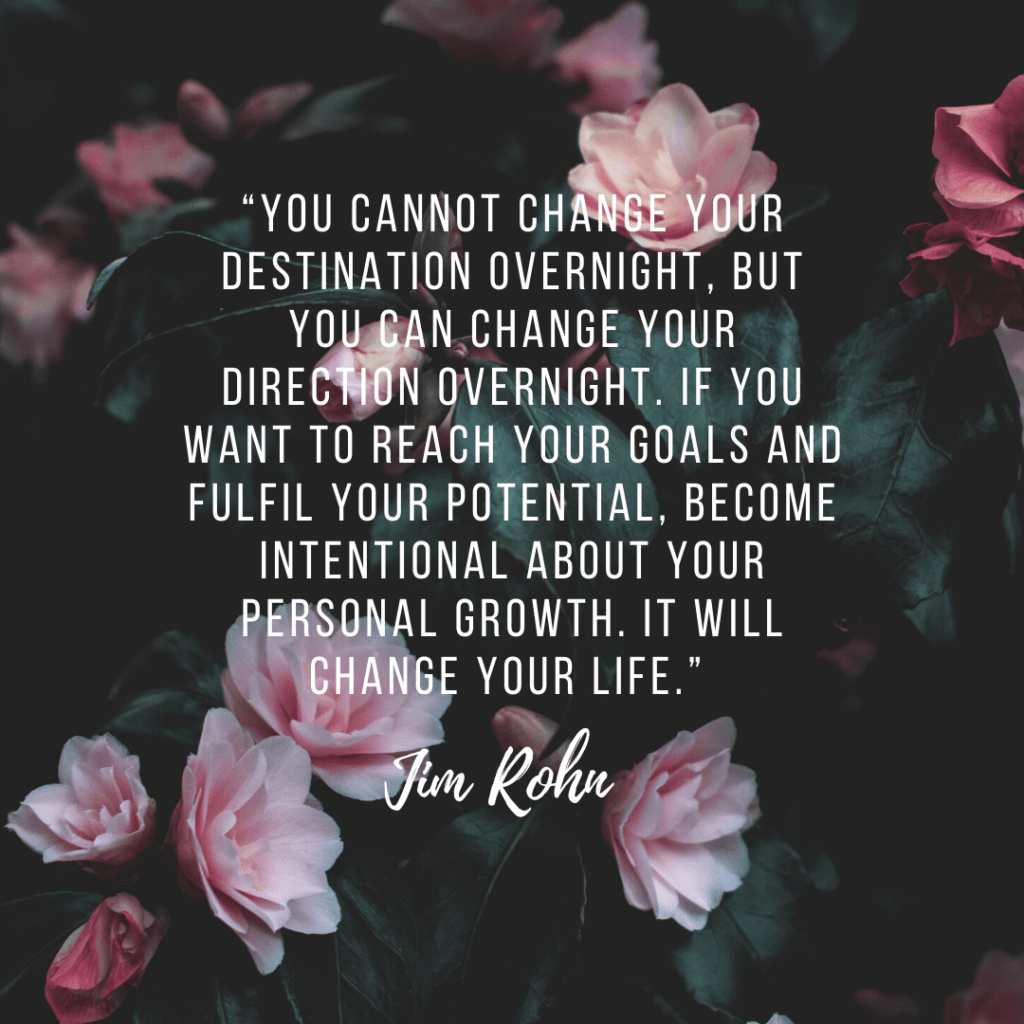 “YOU CANNOT CHANGE YOUR
DESTINATION OVERNIGHT, BUT
YOU CAN CHANGE YOUR
DIRECTION OVERNIGHT. IF YOU
WANT TO REACH YOUR GOALS AND
FULFIL YOUR POTENTIAL, BECOME
INTENTIONAL ABOUT YOUR
PERSONAL GROWTH. IT WILL
CHANGE YOUR LIFE.”
Jim Rohn